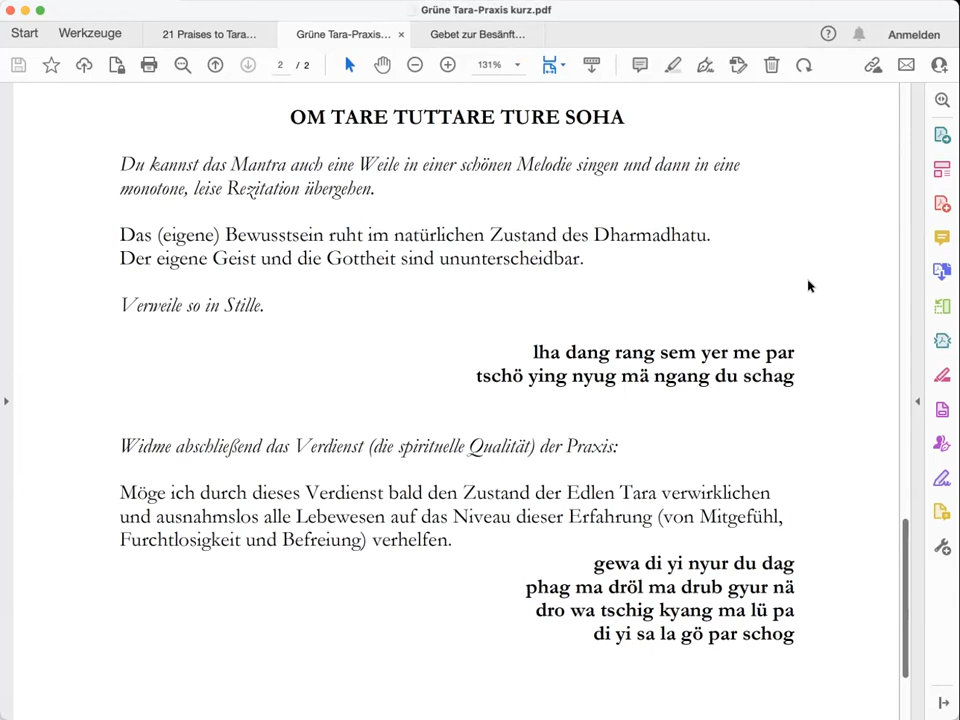 Grüne Tara-Praxis kurz.pdf
Start
Werkzeuge
21 Praises to Tara...
Grüne Tara-Praxis... ×
Gebet zur Besänft...
Anmelden
2 / 2
131%
OM TARE TUTTARE TURE SOHA
Du kannst das Mantra auch eine Weile in einer schönen Melodie singen und dann in eine
monotone, leise Rezitation übergehen.
Das (eigene) Bewusstsein ruht im natürlichen Zustand des Dharmadhatu.
Der eigene Geist und die Gottheit sind ununterscheidbar.
Verweile so in Stille.
lha dang rang sem yer me par
tschö ying nyug mä ngang du schag
Widme abschließend das Verdienst (die spirituelle Qualität) der Praxis:
Möge ich durch dieses Verdienst bald den Zustand der Edlen Tara verwirklichen
und ausnahmslos alle Lebewesen auf das Niveau dieser Erfahrung (von Mitgefühl,
Furchtlosigkeit und Befreiung) verhelfen.
gewa di yi nyur du dag
phag ma dröl ma drub gyur nä
dro wa tschig kyang ma lü pa
di yi sa la gö par schog